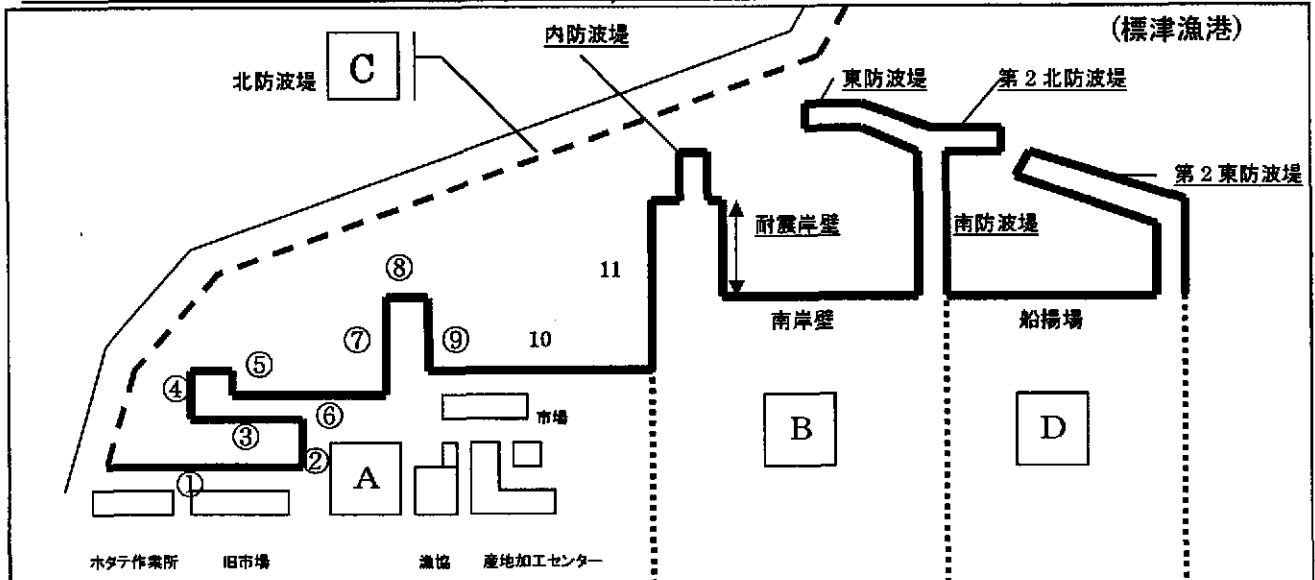 (標津漁港)
内防波堤
C
北防波堤
東防波堤
第2北防波堤
第2東防波堤
耐震岸壁
南防波堤
⑧
11
南岸壁
船揚場
⑦
⑨
10
⑤
④
⑥
市場
③
B
D
②
A
①
ホタテ作業所
旧市場
漁協
産地加工センター